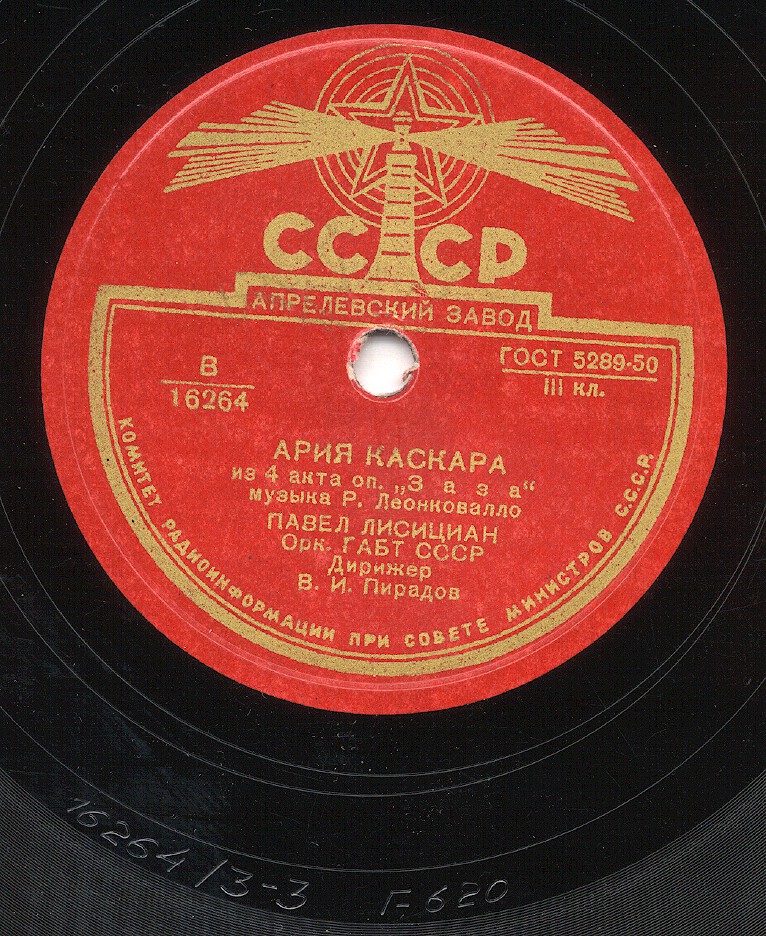 СССР
АПРЕЛЕВСКИЙ ЗАВОД
В
16264
ГОСТ 5289-50
III кл.
АРИЯ КАСКАРА
из 4 акта оп. „Заза“
музыка Р. Леонковалло
ПАВЕЛ ЛИСИЦИАН
Орк. ГАБТ СССР
Дирижер
В. И. Пирадов
КОМИТЕТ РАДИОИНФОРМАЦИИ ПРИ СОВЕТЕ МИНИСТРОВ С.С.С.Р.
16264/3-3 Г-620